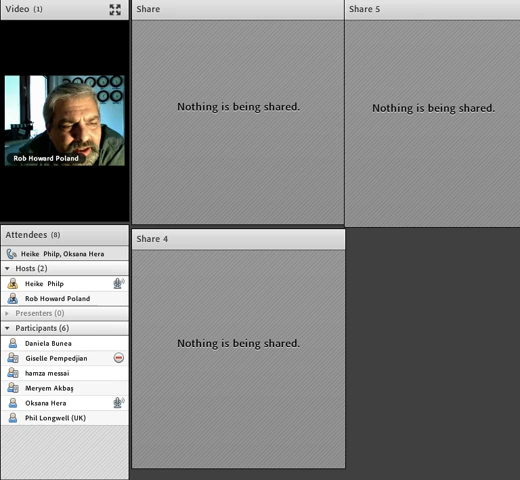 Video (1)
Rob Howard Poland
Share
Nothing is being shared.
Share 5
Nothing is being shared.
Attendees (8)
Heike Philp, Oksana Hera
Hosts (2)
Heike Philp
Rob Howard Poland
Presenters (0)
Participants (6)
Daniela Bunea
Giselle Pempedjian
hamza messai
Meryem Akbaş
Oksana Hera
Phil Longwell (UK)
Share 4
Nothing is being shared.